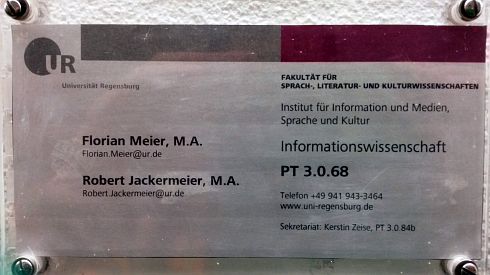 UR
Universität Regensburg
FAKULTÄT FÜR
SPRACH-, LITERATUR- UND KULTURWISSENSCHAFTEN
Institut für Information und Medien,
Sprache und Kultur
Florian Meier, M.A.
Florian.Meier@ur.de
Robert Jackermeier, M.A.
Robert.Jackermeier@ur.de
Informationswissenschaft
PT 3.0.68
Telefon +49 941 943-3464
www.uni-regensburg.de
Sekretariat: Kerstin Zeise, PT 3.0.84b